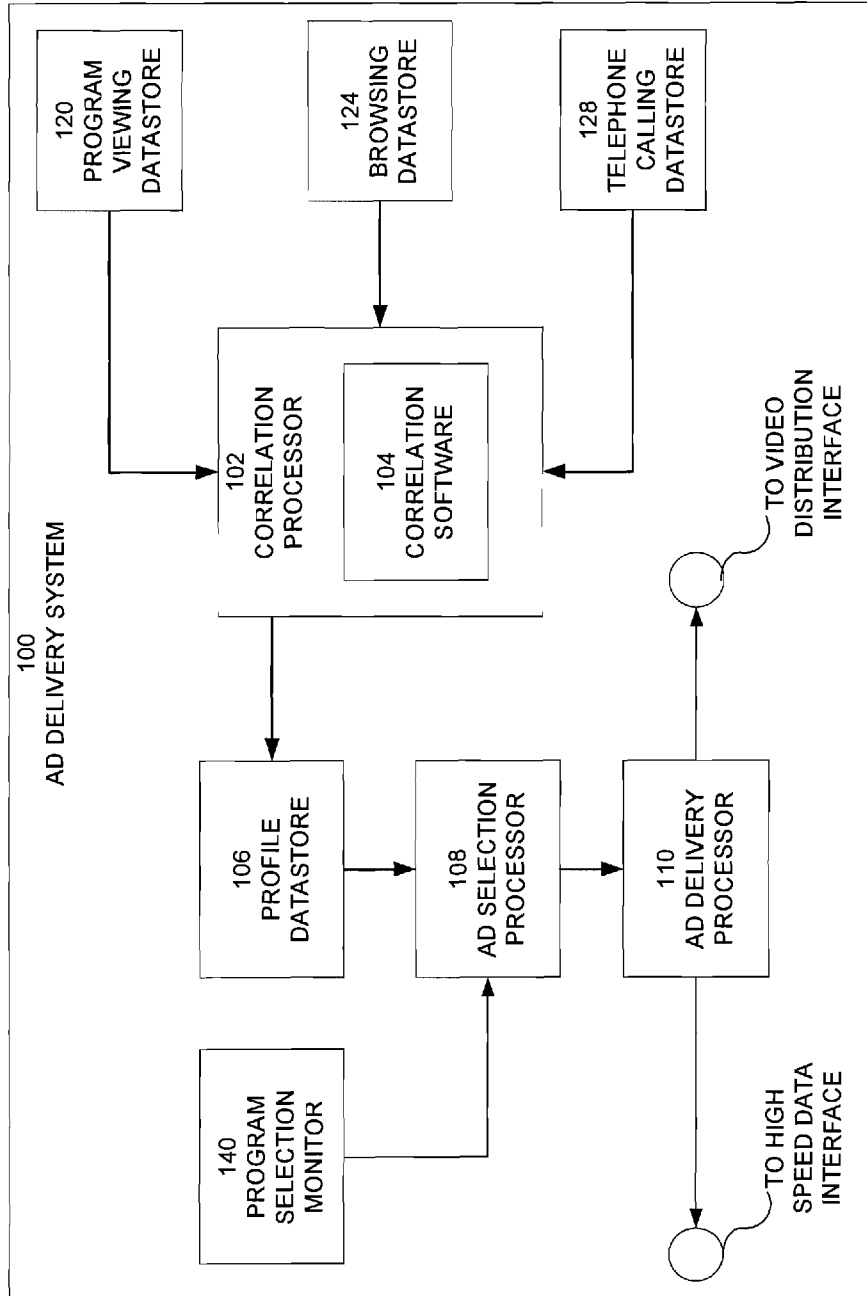 100
AD DELIVERY SYSTEM
120
PROGRAM
VIEWING
DATASTORE
124
BROWSING
DATASTORE
128
TELEPHONE
CALLING
DATASTORE
102
CORRELATION
PROCESSOR
104
CORRELATION
SOFTWARE
106
PROFILE
DATASTORE
140
PROGRAM
SELECTION
MONITOR
108
AD SELECTION
PROCESSOR
110
AD DELIVERY
PROCESSOR
TO HIGH
SPEED DATA
INTERFACE
TO VIDEO
DISTRIBUTION
INTERFACE